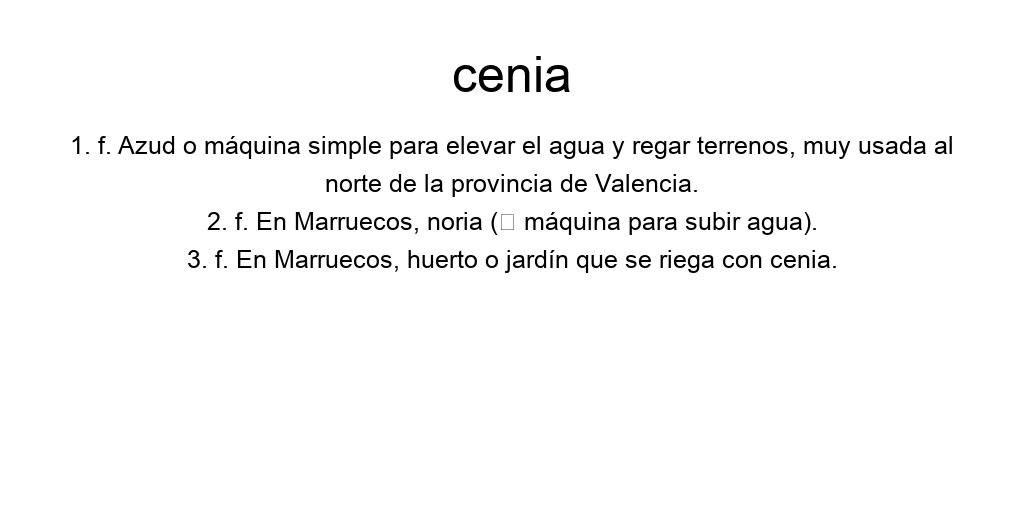 cenia
1. f. Azud o máquina simple para elevar el agua y regar terrenos, muy usada al
norte de la provincia de Valencia.
2. f. En Marruecos, noria (□ máquina para subir agua).
3. f. En Marruecos, huerto o jardín que se riega con cenia.